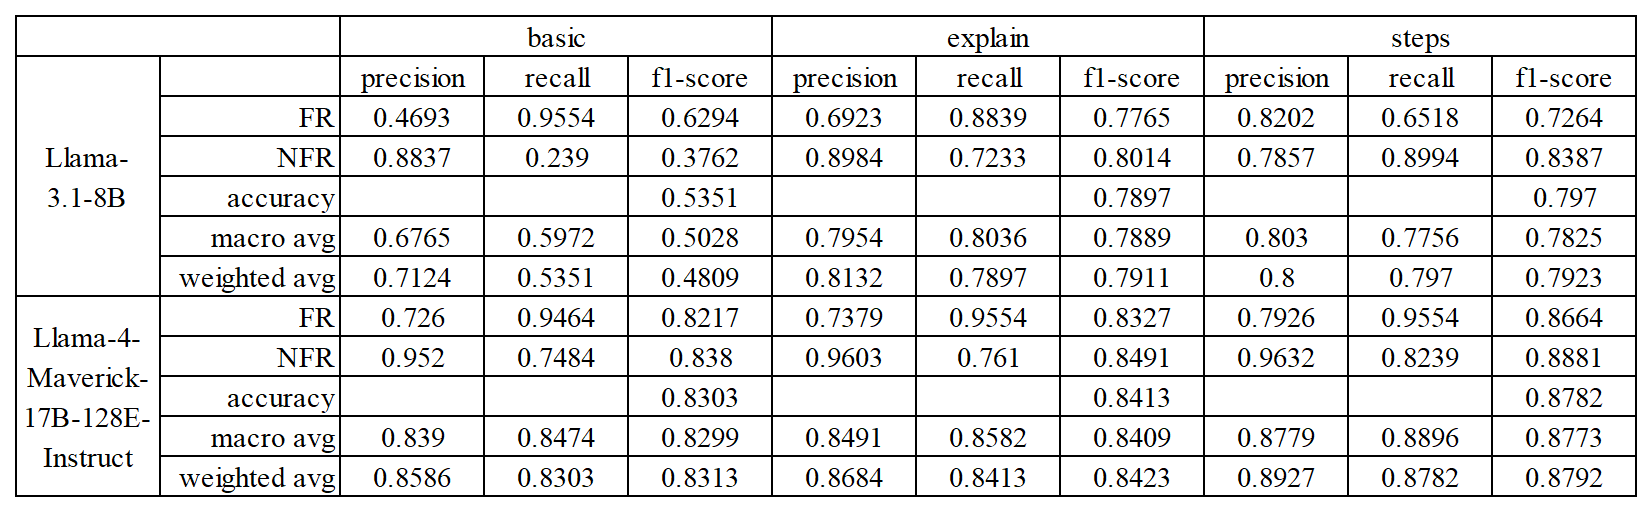 basic explain steps
precision recall f1-score precision recall f1-score precision recall f1-score
Llama-3.1-8B
FR 0.4693 0.9554 0.6294 0.6923 0.8839 0.7765 0.8202 0.6518 0.7264
NFR 0.8837 0.239 0.3762 0.8984 0.7233 0.8014 0.7857 0.8994 0.8387
accuracy 0.5351 0.7897 0.797
macro avg 0.6765 0.5972 0.5028 0.7954 0.8036 0.7889 0.803 0.7756 0.7825
weighted avg 0.7124 0.5351 0.4809 0.8132 0.7897 0.7911 0.8 0.797 0.7923
Llama-4-
Maverick-
17B-128E-
Instruct
FR 0.726 0.9464 0.8217 0.7379 0.9554 0.8327 0.7926 0.9554 0.8664
NFR 0.952 0.7484 0.838 0.9603 0.761 0.8491 0.9632 0.8239 0.8881
accuracy 0.8303 0.8413 0.8782
macro avg 0.839 0.8474 0.8299 0.8491 0.8582 0.8409 0.8779 0.8896 0.8773
weighted avg 0.8586 0.8303 0.8313 0.8684 0.8413 0.8423 0.8927 0.8782 0.8792